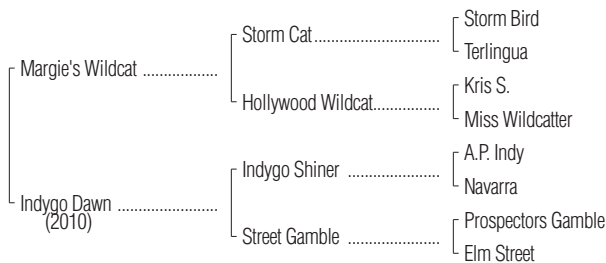 Storm Bird
Storm Cat
Terlingua
Margie's Wildcat
Kris S.
Hollywood Wildcat
Miss Wildcatter
A.P. Indy
Indygo Shiner
Navarra
Indygo Dawn
(2010)
Prospectors Gamble
Street Gamble
Elm Street